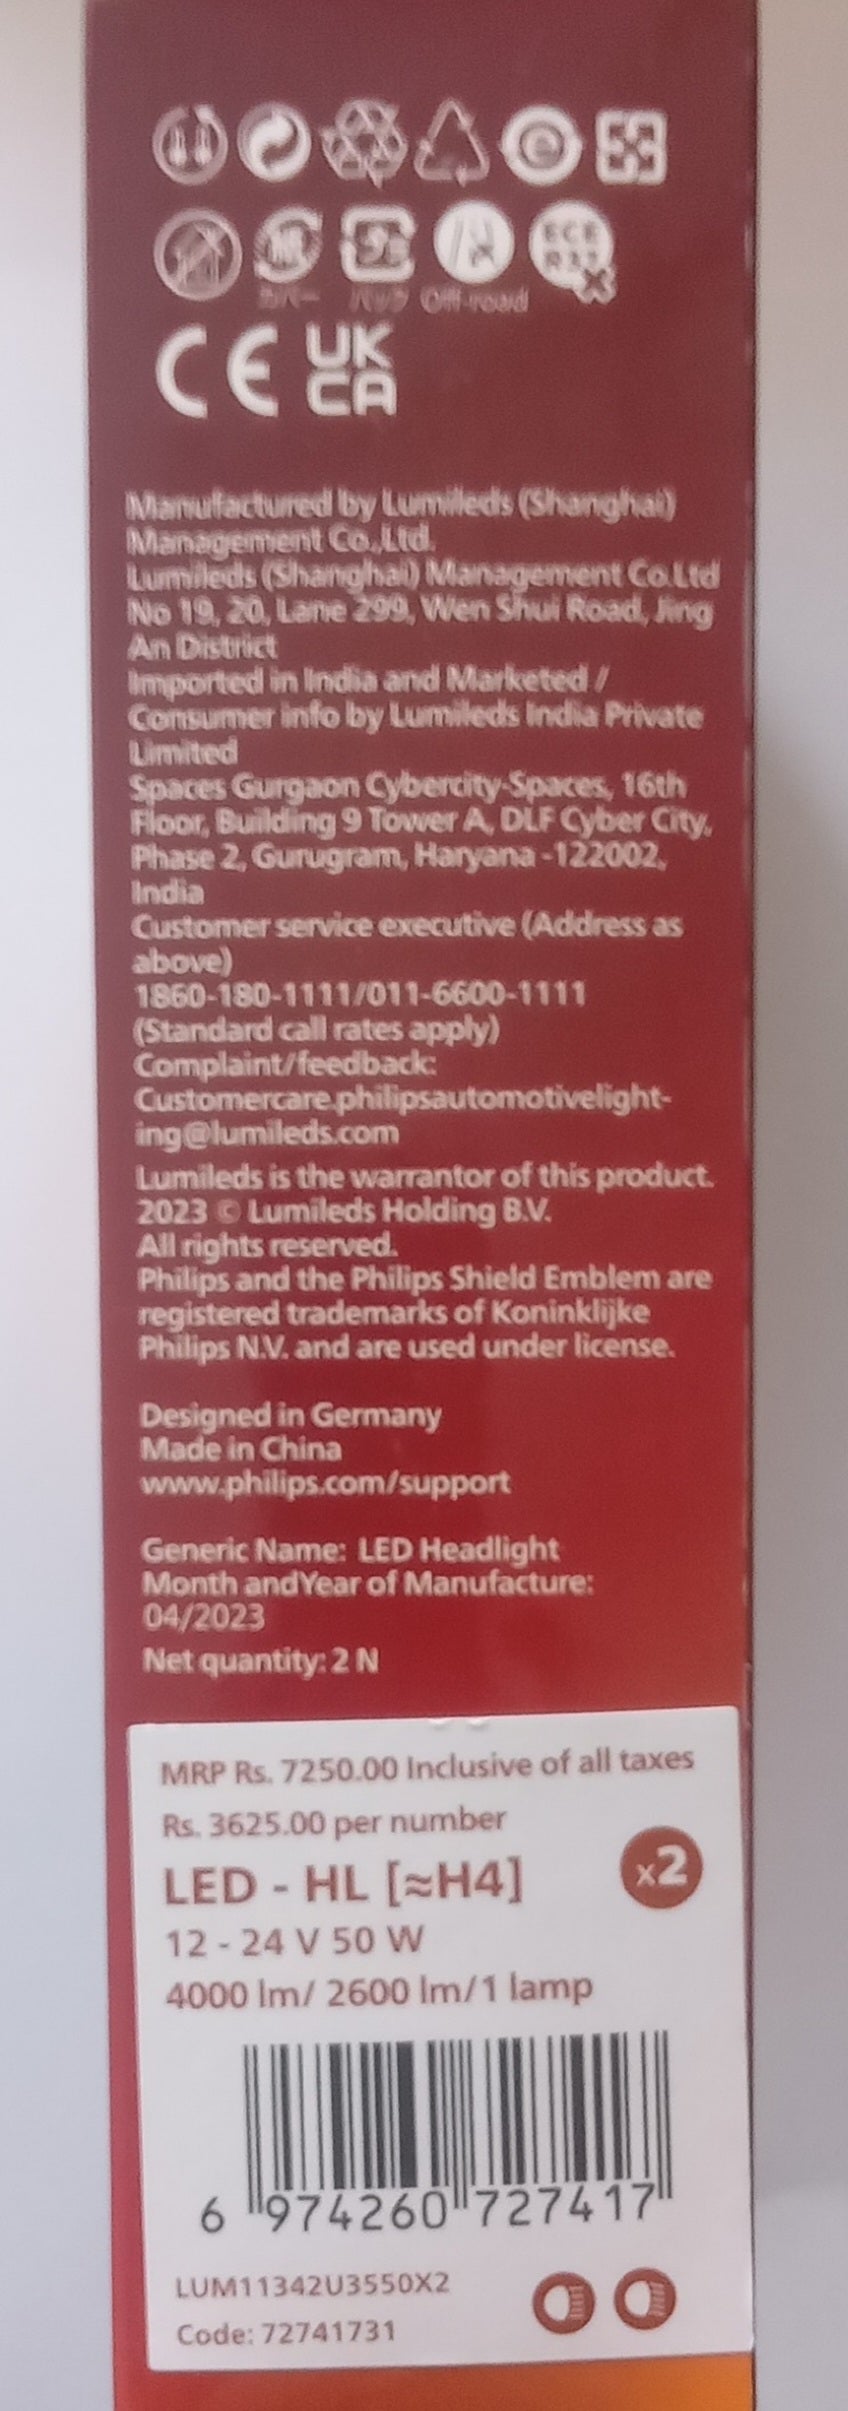 カバー パック Off-road
ECE
R37
CE UK
CA
Manufactured by Lumileds (Shanghai)
Management Co.,Ltd.
Lumileds (Shanghai) Management Co.Ltd
No 19, 20, Lane 299, Wen Shui Road, Jing
An District
Imported in India and Marketed /
Consumer info by Lumileds India Private
Limited
Spaces Gurgaon Cybercity-Spaces, 16th
Floor, Building 9 Tower A, DLF Cyber City,
Phase 2, Gurugram, Haryana -122002,
India
Customer service executive (Address as
above)
1860-180-1111/011-6600-1111
(Standard call rates apply)
Complaint/feedback:
Customercare.philipsautomotivelight-
ing@lumileds.com
Lumileds is the warrantor of this product.
2023 © Lumileds Holding B.V.
All rights reserved.
Philips and the Philips Shield Emblem are
registered trademarks of Koninklijke
Philips N.V. and are used under license.
Designed in Germany
Made in China
www.philips.com/support
Generic Name: LED Headlight
Month andYear of Manufacture:
04/2023
Net quantity: 2 N
MRP Rs. 7250.00 Inclusive of all taxes
Rs. 3625.00 per number
LED - HL [≈H4] x2
12 - 24 V 50 W
4000 lm/ 2600 lm/1 lamp
6 974260 727417
LUM11342U3550X2
Code: 72741731